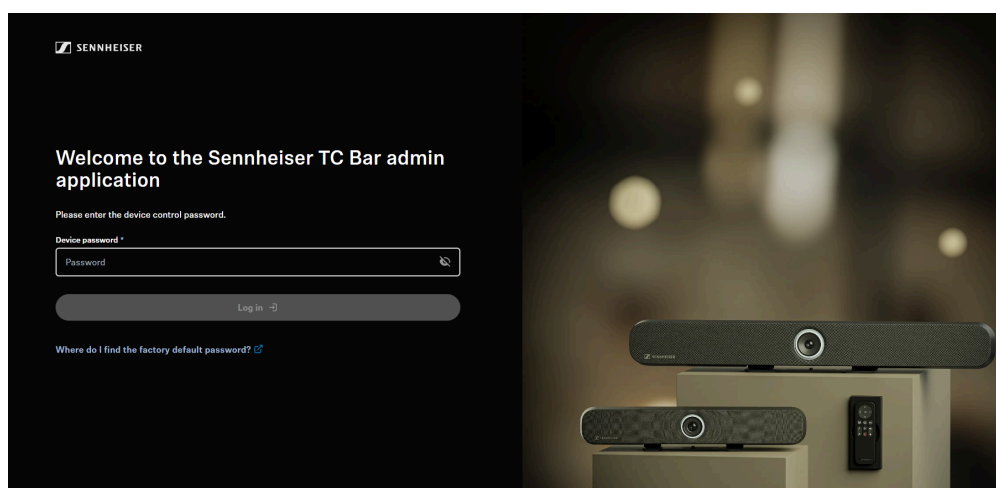 SENNHEISER
Welcome to the Sennheiser TC Bar admin
application
Please enter the device control password.
Device password *
Password
Log in
Where do I find the factory default password?
SENNHEISER